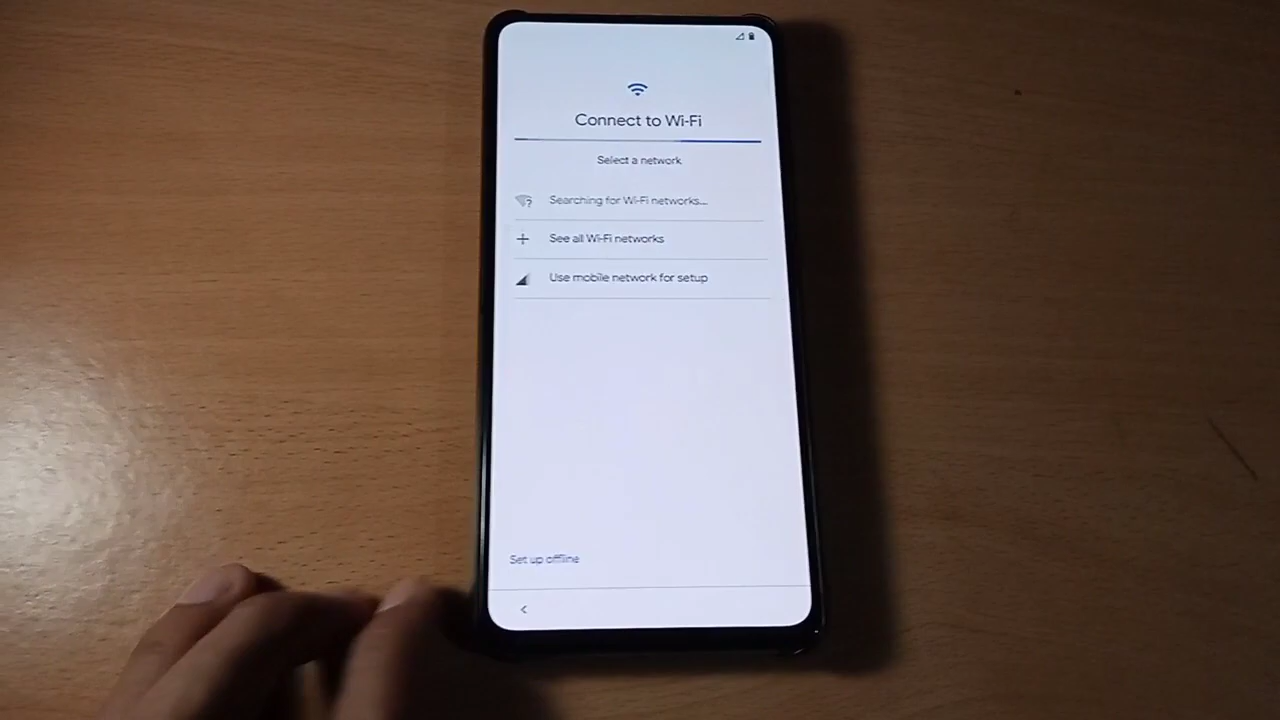 Connect to Wi-Fi
Select a network
Searching for Wi-Fi networks...
See all Wi-Fi networks
Use mobile network for setup
Set up offline